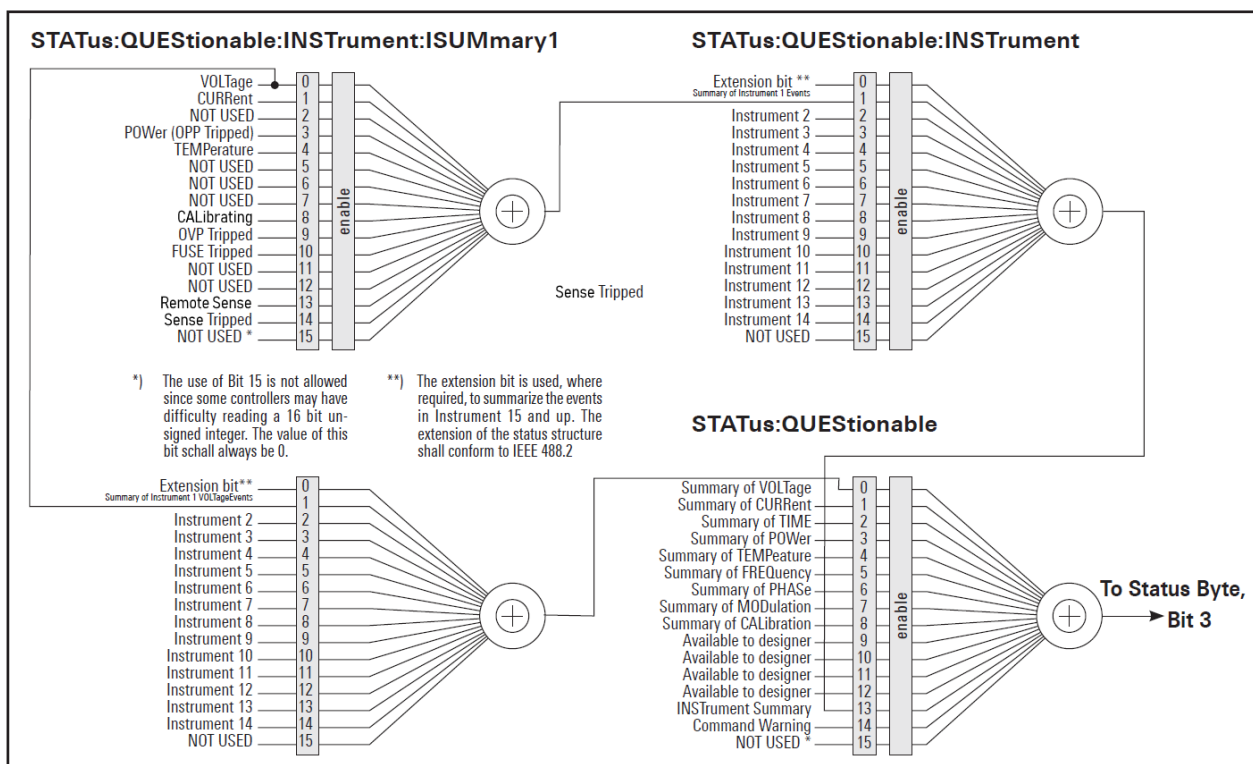 STATus:QUEStionable:INSTrument:ISUMmary1
VOLTage 0
CURRent 1
NOT USED 2
POWer (OPP Tripped) 3
TEMPerature 4
NOT USED 5
NOT USED 6
NOT USED 7
CALibrating 8
OVP Tripped 9
FUSE Tripped 10
NOT USED 11
NOT USED 12
Remote Sense 13
Sense Tripped 14
NOT USED * 15
enable
Sense Tripped
STATus:QUEStionable:INSTrument
Extension bit ** 0
Summary of Instrument 1 Events 1
Instrument 2 2
Instrument 3 3
Instrument 4 4
Instrument 5 5
Instrument 6 6
Instrument 7 7
Instrument 8 8
Instrument 9 9
Instrument 10 10
Instrument 11 11
Instrument 12 12
Instrument 13 13
Instrument 14 14
NOT USED 15
enable
*) The use of Bit 15 is not allowed
since some controllers may have
difficulty reading a 16 bit un-
signed integer. The value of this
bit schall always be 0.
**) The extension bit is used, where
required, to summarize the events
in Instrument 15 and up. The
extension of the status structure
shall conform to IEEE 488.2
Extension bit** 0
Summary of Instrument 1 VOLTageEvents 1
Instrument 2 2
Instrument 3 3
Instrument 4 4
Instrument 5 5
Instrument 6 6
Instrument 7 7
Instrument 8 8
Instrument 9 9
Instrument 10 10
Instrument 11 11
Instrument 12 12
Instrument 13 13
Instrument 14 14
NOT USED 15
STATus:QUEStionable
Summary of VOLTage 0
Summary of CURRent 1
Summary of TIME 2
Summary of POWer 3
Summary of TEMPeature 4
Summary of FREQuency 5
Summary of PHASe 6
Summary of MODulation 7
Summary of CALibration 8
Available to designer 9
Available to designer 10
Available to designer 11
Available to designer 12
INSTrument Summary 13
Command Warning 14
NOT USED * 15
enable
To Status Byte,
Bit 3